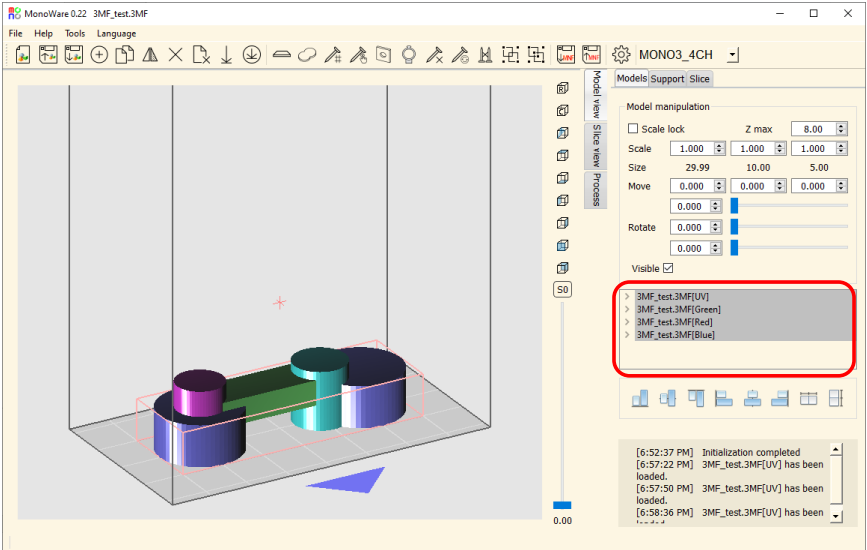 MonoWare 0.22   3MF_test.3MF
File   Help   Tools   Language
MNF
MNF
MONO3_4CH
Model view
Slice view
Process
S0
0.00
Models Support Slice
Model manipulation
Scale lock   Z max   8.00
Scale   1.000   1.000   1.000
Size   29.99   10.00   5.00
Move   0.000   0.000   0.000
0.000
Rotate   0.000
0.000
Visible
3MF_test.3MF[UV]
3MF_test.3MF[Green]
3MF_test.3MF[Red]
3MF_test.3MF[Blue]
[6:52:37 PM]   Initialization completed
[6:57:22 PM]   3MF_test.3MF[UV] has been
loaded.
[6:57:50 PM]   3MF_test.3MF[UV] has been
loaded.
[6:58:36 PM]   3MF_test.3MF[UV] has been